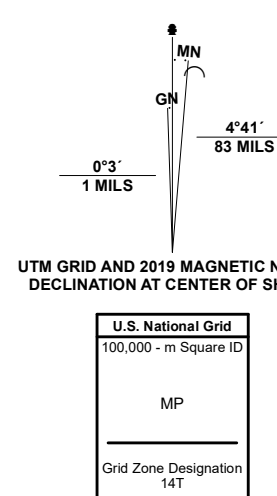 MN
GN
4°41´
83 MILS
0°3´
1 MILS
UTM GRID AND 2019 MAGNETIC
DECLINATION AT CENTER OF
U.S. National Grid
100,000 - m Square ID
MP
Grid Zone Designation
14T